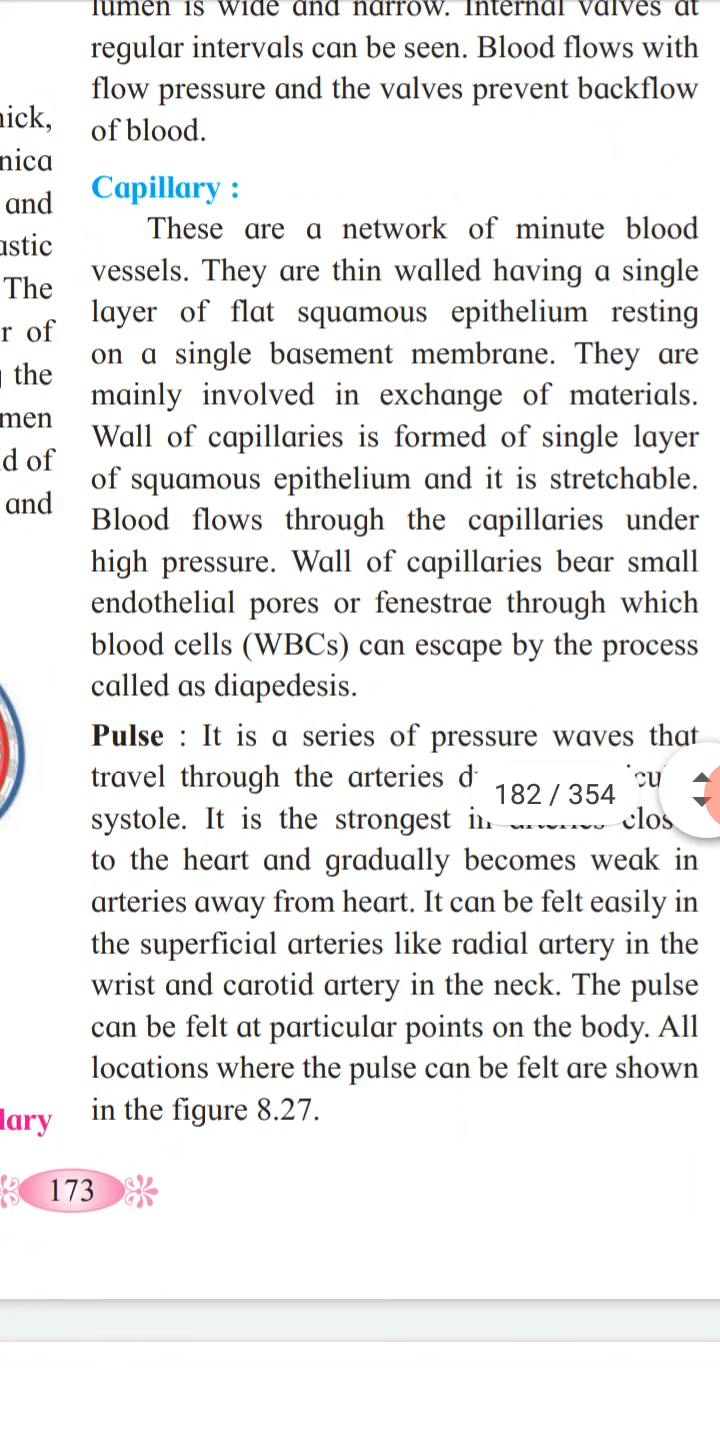 ick,
nica
and
astic
The
r of
the
men
d of
and
lary
lumen is wide and narrow. Internal valves at
regular intervals can be seen. Blood flows with
flow pressure and the valves prevent backflow
of blood.
Capillary :
These are a network of minute blood
vessels. They are thin walled having a single
layer of flat squamous epithelium resting
on a single basement membrane. They are
mainly involved in exchange of materials.
Wall of capillaries is formed of single layer
of squamous epithelium and it is stretchable.
Blood flows through the capillaries under
high pressure. Wall of capillaries bear small
endothelial pores or fenestrae through which
blood cells (WBCs) can escape by the process
called as diapedesis.
Pulse : It is a series of pressure waves that
travel through the arteries
systole. It is the strongest
to the heart and gradually becomes weak in
arteries away from heart. It can be felt easily in
the superficial arteries like radial artery in the
wrist and carotid artery in the neck. The pulse
can be felt at particular points on the body. All
locations where the pulse can be felt are shown
in the figure 8.27.
182 / 354
173